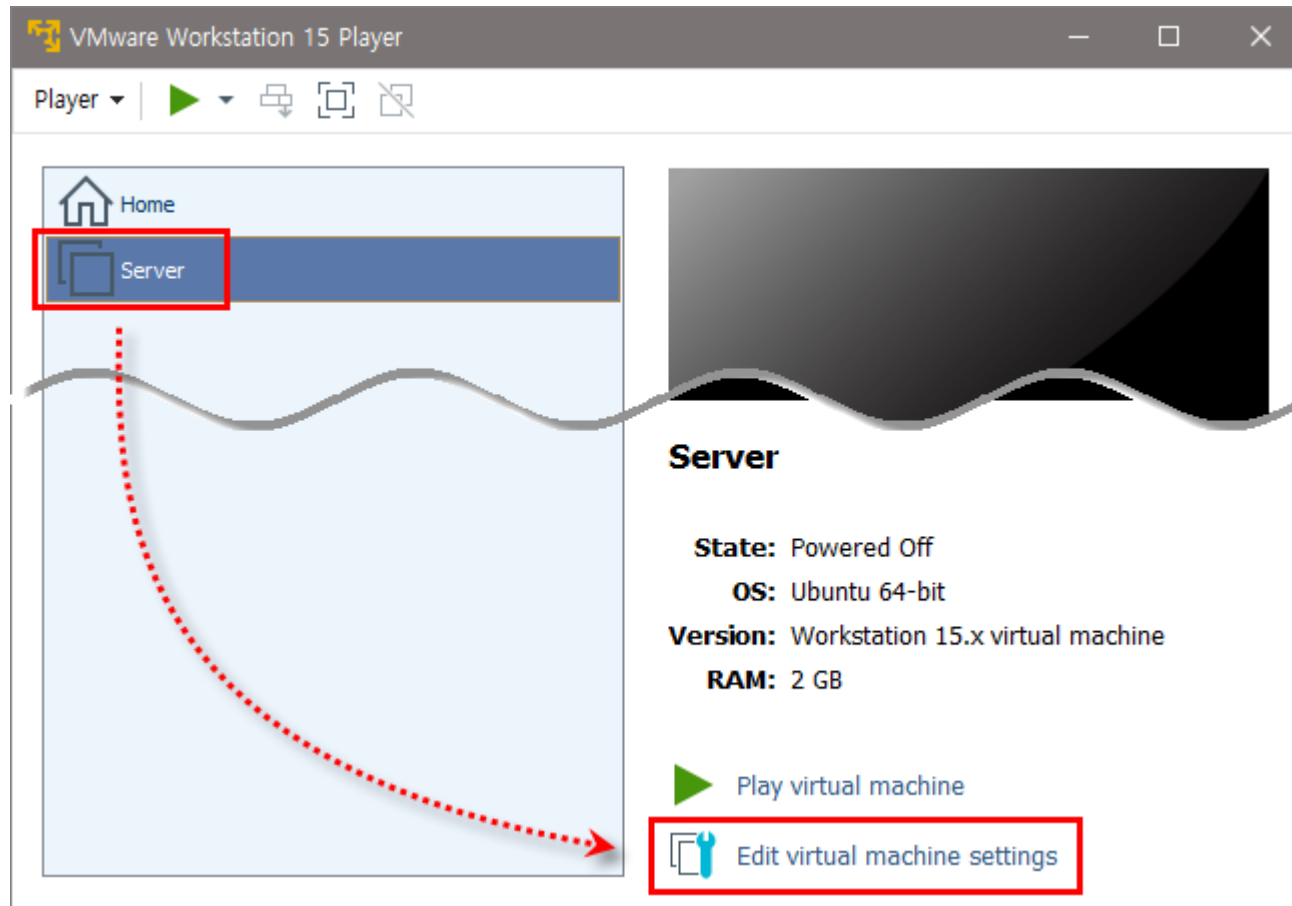 VMware Workstation 15 Player
Player
Home
Server
Server
State: Powered Off
OS: Ubuntu 64-bit
Version: Workstation 15.x virtual machine
RAM: 2 GB
Play virtual machine
Edit virtual machine settings